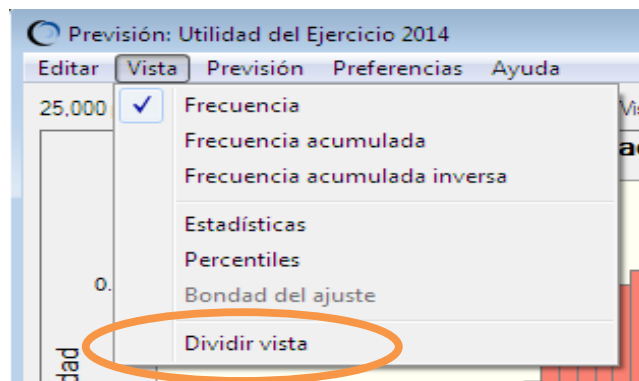 Previsión: Utilidad del Ejercicio 2014
Editar Vista Previsión Preferencias Ayuda
25,000
Frecuencia
Frecuencia acumulada
Frecuencia acumulada inversa
Estadísticas
Percentiles
0.
Bondad del ajuste
Dividir vista